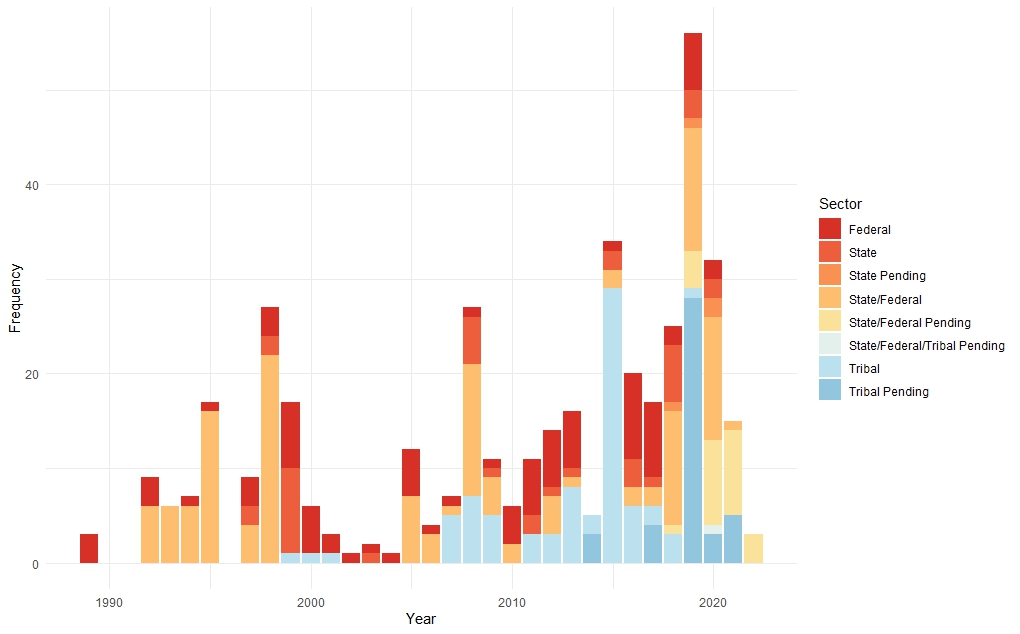 Frequency
40
20
0
1990
2000
2010
2020
Year
Sector
Federal
State
State Pending
State/Federal
State/Federal Pending
State/Federal/Tribal Pending
Tribal
Tribal Pending